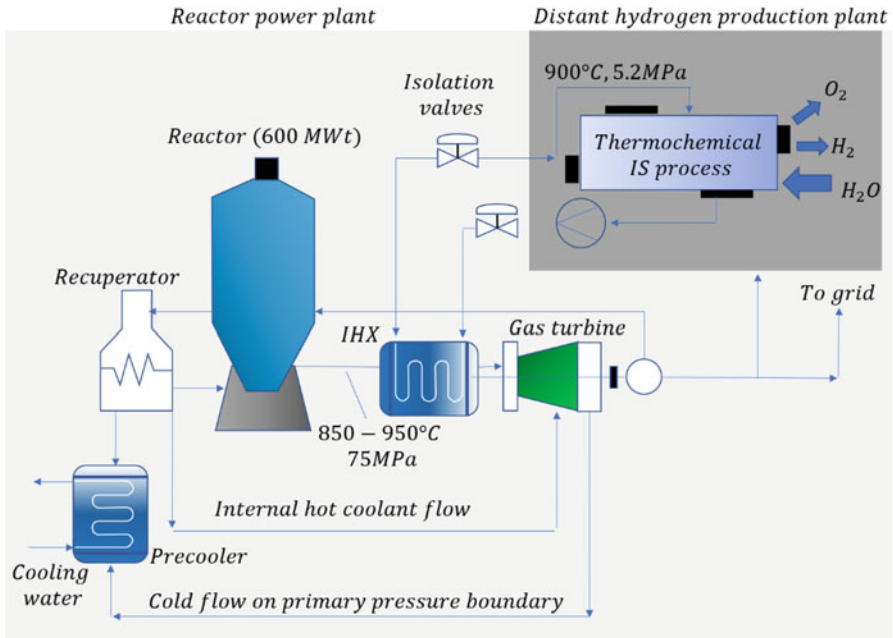 Reactor power plant
Distant hydrogen production plant
900°C, 5.2MPa
Isolation
valves
O₂
Reactor (600 MWt)
Thermochemical
IS process
H₂
H₂O
Recuperator
To grid
IHX
Gas turbine
850 − 950°C
75MPa
Internal hot coolant flow
Precooler
Cooling
water
Cold flow on primary pressure boundary